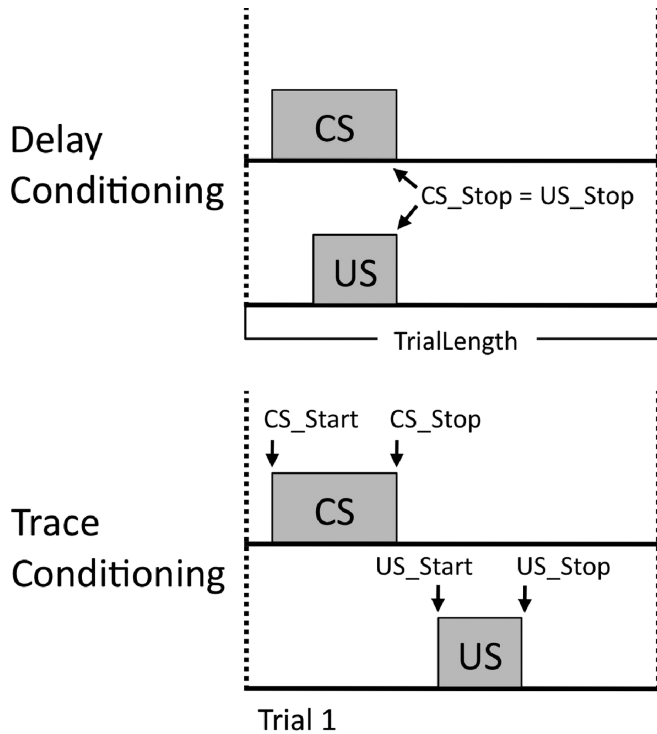 Delay
Conditioning
CS
CS_Stop = US_Stop
US
TrialLength
Trace
Conditioning
CS_Start
CS_Stop
CS
US_Start
US_Stop
US
Trial 1